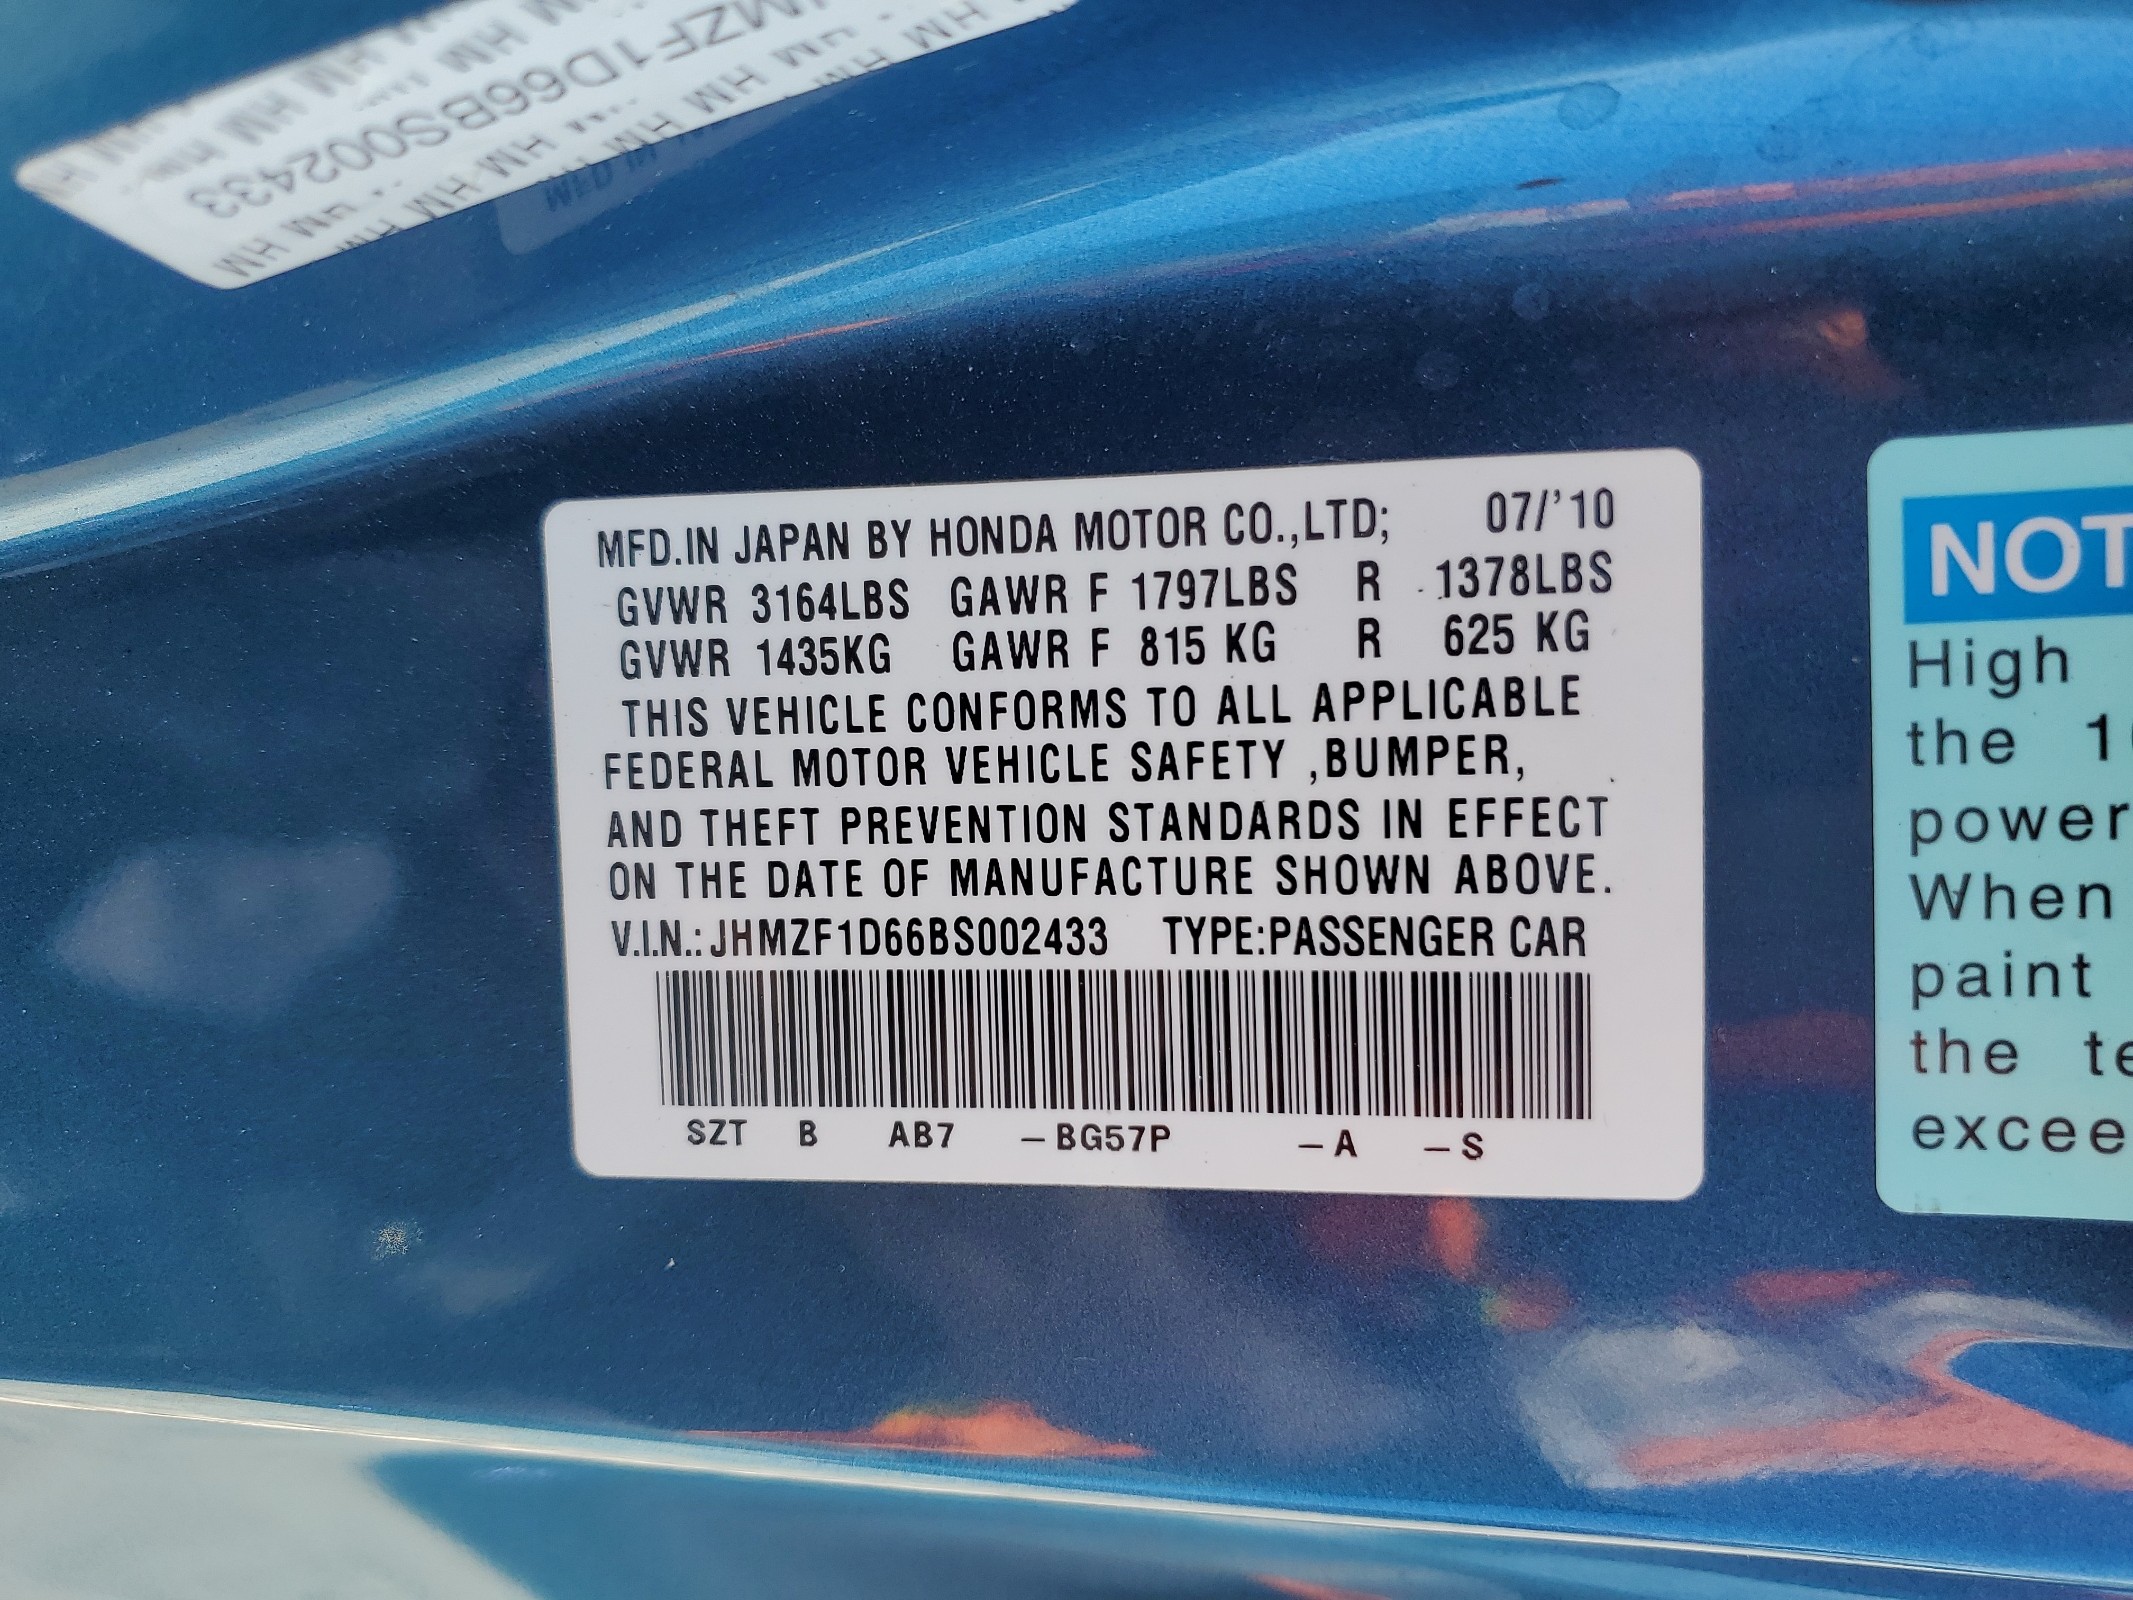 JHMZF1D66BS002433
MFD.IN JAPAN BY HONDA MOTOR CO.,LTD; 07/'10
GVWR 3164LBS GAWR F 1797LBS R 1378LBS
GVWR 1435KG GAWR F 815 KG R 625 KG
THIS VEHICLE CONFORMS TO ALL APPLICABLE
FEDERAL MOTOR VEHICLE SAFETY ,BUMPER,
AND THEFT PREVENTION STANDARDS IN EFFECT
ON THE DATE OF MANUFACTURE SHOWN ABOVE.
V.I.N.:JHMZF1D66BS002433 TYPE:PASSENGER CAR
SZT B AB7 –BG57P –A –S
High
the
power
When
paint
the